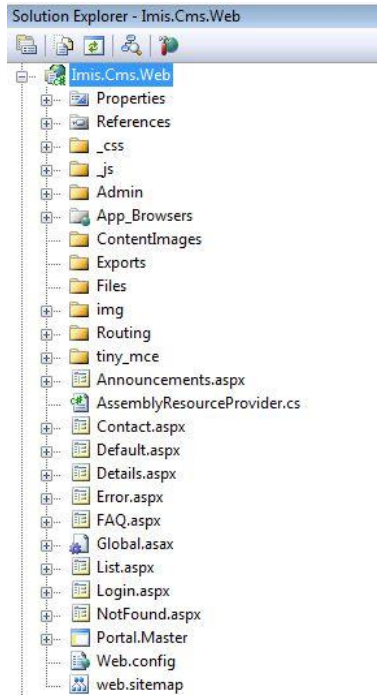 Solution Explorer - Imis.Cms.Web
Imis.Cms.Web
Properties
References
_css
_js
Admin
App_Browsers
ContentImages
Exports
Files
img
Routing
tiny_mce
Announcements.aspx
AssemblyResourceProvider.cs
Contact.aspx
Default.aspx
Details.aspx
Error.aspx
FAQ.aspx
Global.asax
List.aspx
Login.aspx
NotFound.aspx
Portal.Master
Web.config
web.sitemap